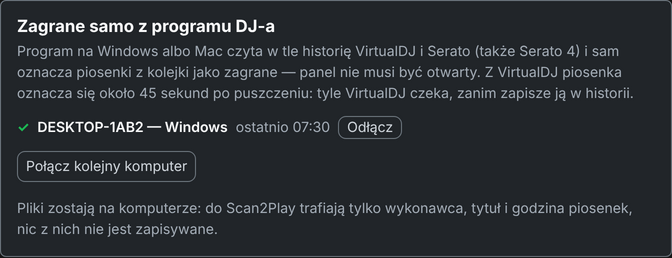 Zagrane samo z programu DJ-a
Program na Windows albo Mac czyta w tle historię VirtualDJ i Serato (także Serato 4) i sam
oznacza piosenki z kolejki jako zagrane — panel nie musi być otwarty. Z VirtualDJ piosenka
oznacza się około 45 sekund po puszczeniu: tyle VirtualDJ czeka, zanim zapisze ją w historii.
✓ DESKTOP-1AB2 — Windows ostatnio 07:30 Odłącz
Połącz kolejny komputer
Pliki zostają na komputerze: do Scan2Play trafiają tylko wykonawca, tytuł i godzina piosenek,
nic z nich nie jest zapisywane.